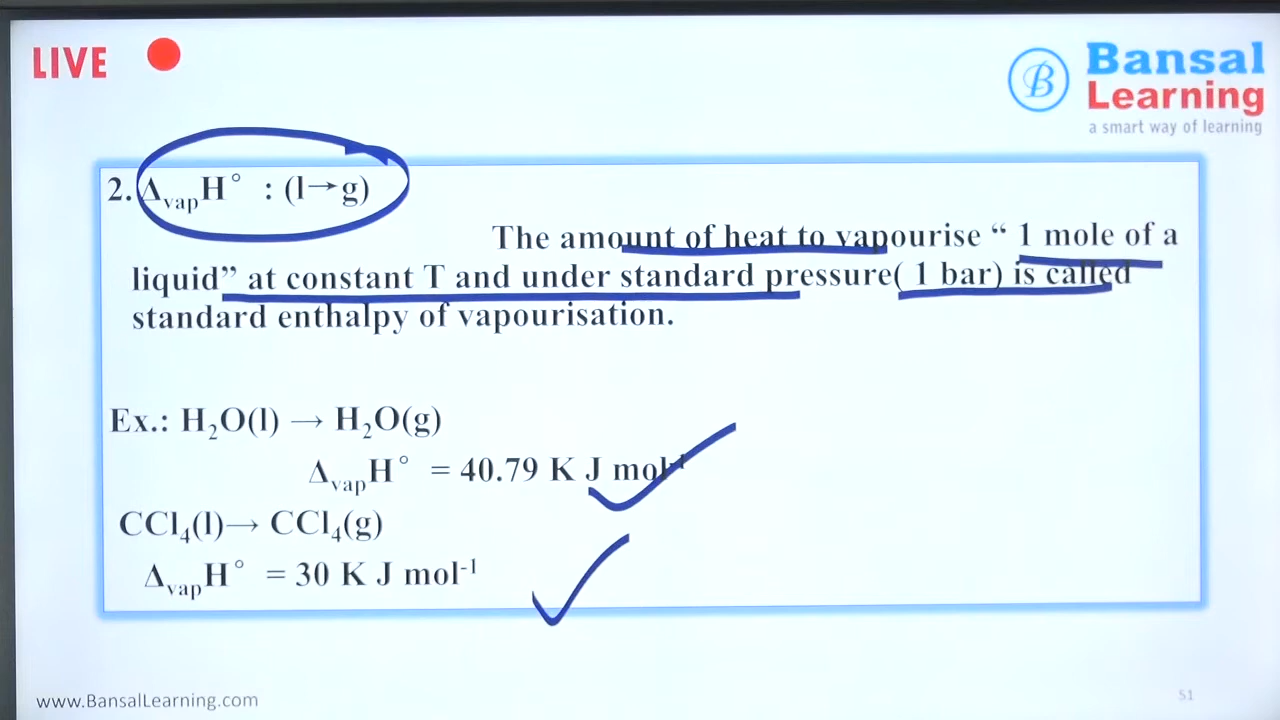 LIVE
Bansal
Learning
a smart way of learning
2. ΔvapH° : (l→g)
The amount of heat to vapourise “ 1 mole of a
liquid” at constant T and under standard pressure( 1 bar) is called
standard enthalpy of vapourisation.
Ex.: H₂O(l) → H₂O(g)
ΔvapH° = 40.79 K J mol⁻¹
CCl₄(l)→ CCl₄(g)
ΔvapH° = 30 K J mol⁻¹
www.BansalLearning.com
51